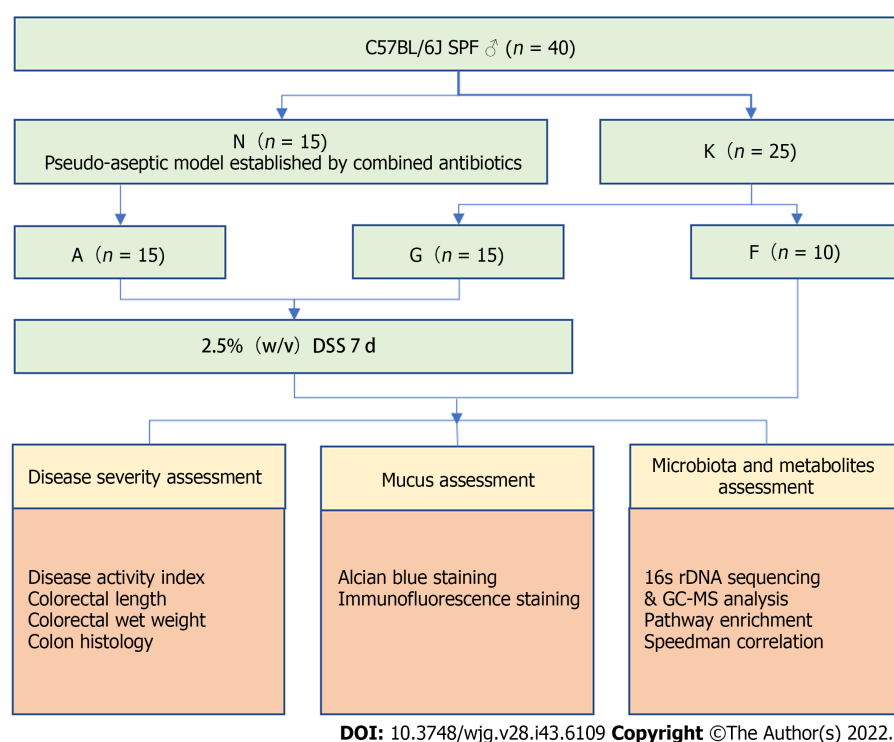 C57BL/6J SPF ♂ (n = 40)
N (n = 15)
Pseudo-aseptic model established by combined antibiotics
K (n = 25)
A (n = 15)
G (n = 15)
F (n = 10)
2.5% (w/v) DSS 7 d
Disease severity assessment
Disease activity index
Colorectal length
Colorectal wet weight
Colon histology
Mucus assessment
Alcian blue staining
Immunofluorescence staining
Microbiota and metabolites
assessment
16s rDNA sequencing
& GC-MS analysis
Pathway enrichment
Speedman correlation
DOI: 10.3748/wjg.v28.i43.6109 Copyright ©The Author(s) 2022.